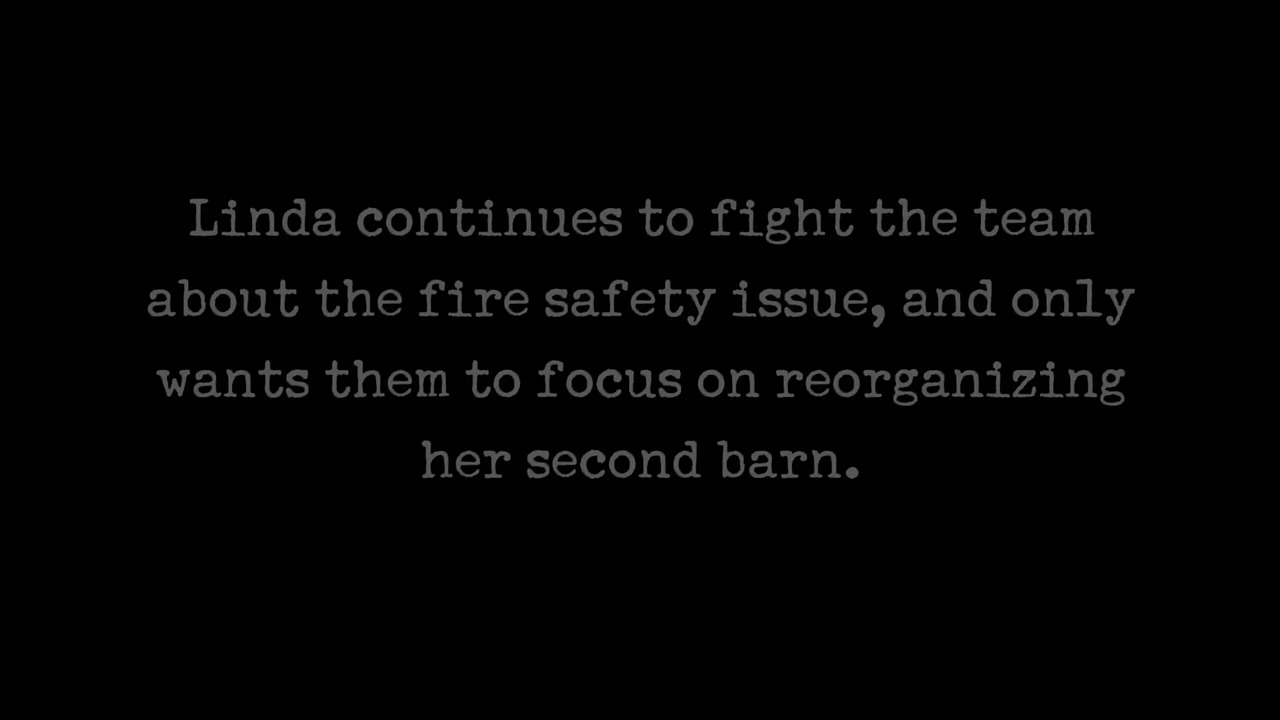 Linda continues to fight the team
about the fire safety issue, and only
wants them to focus on reorganizing
her second barn.